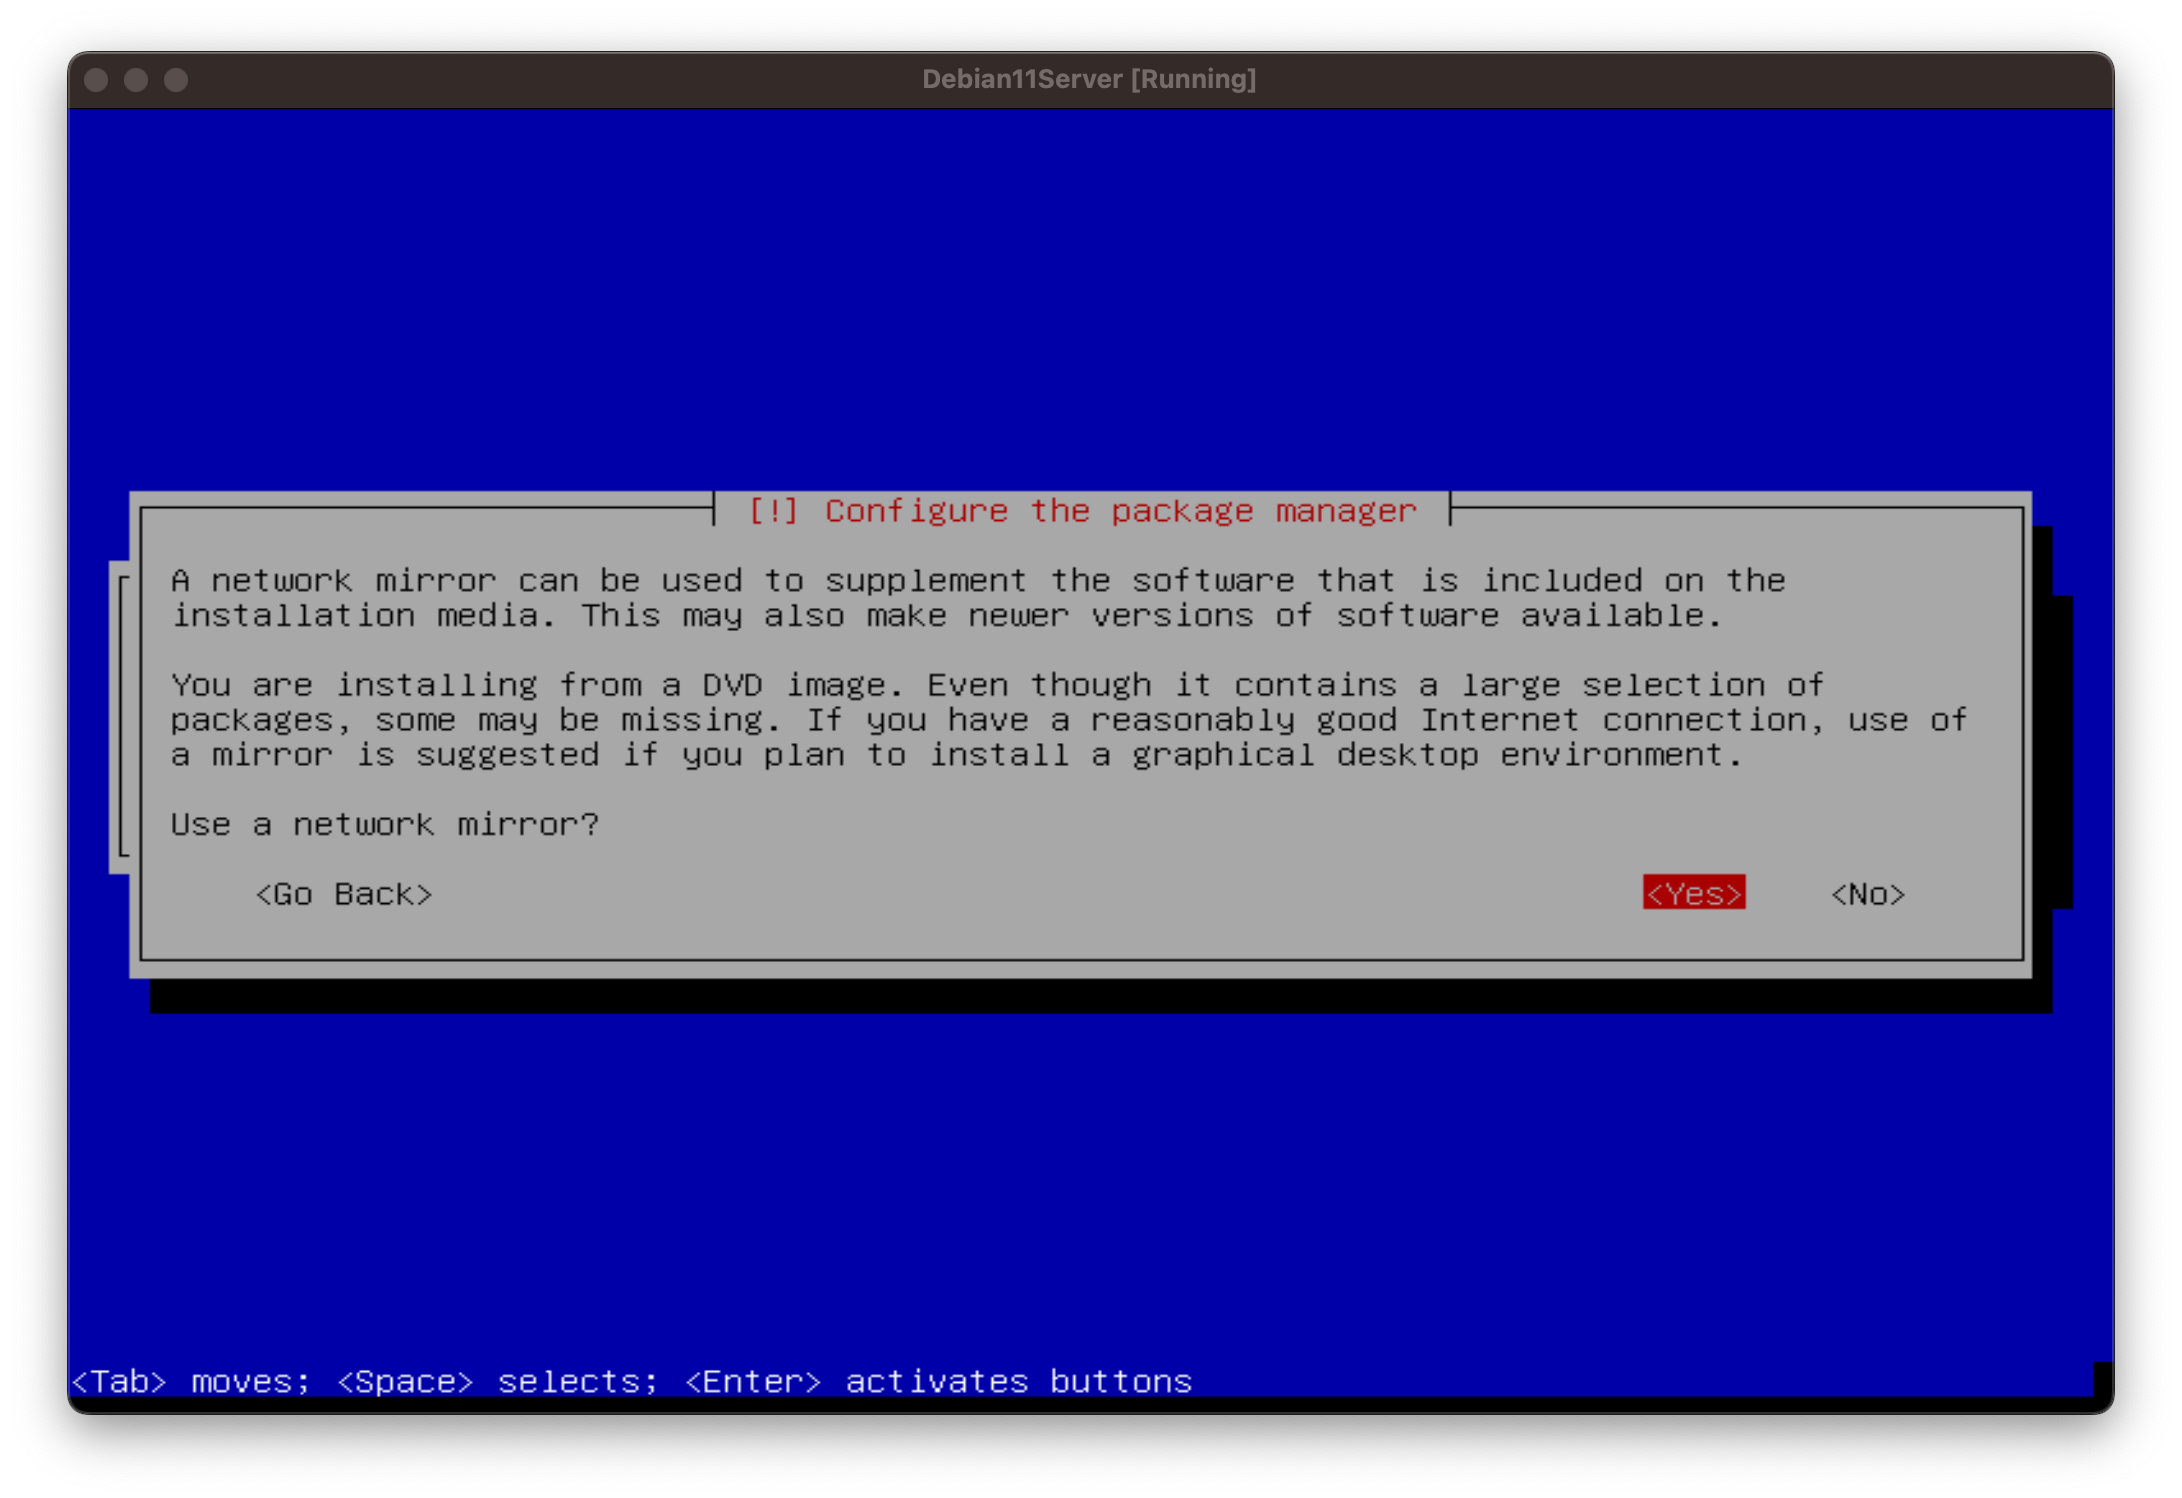 Debian11Server [Running]
[!] Configure the package manager
A network mirror can be used to supplement the software that is included on the
installation media. This may also make newer versions of software available.
You are installing from a DVD image. Even though it contains a large selection of
packages, some may be missing. If you have a reasonably good Internet connection, use of
a mirror is suggested if you plan to install a graphical desktop environment.
Use a network mirror?
<Go Back> <Yes> <No>
<Tab> moves; <Space> selects; <Enter> activates buttons